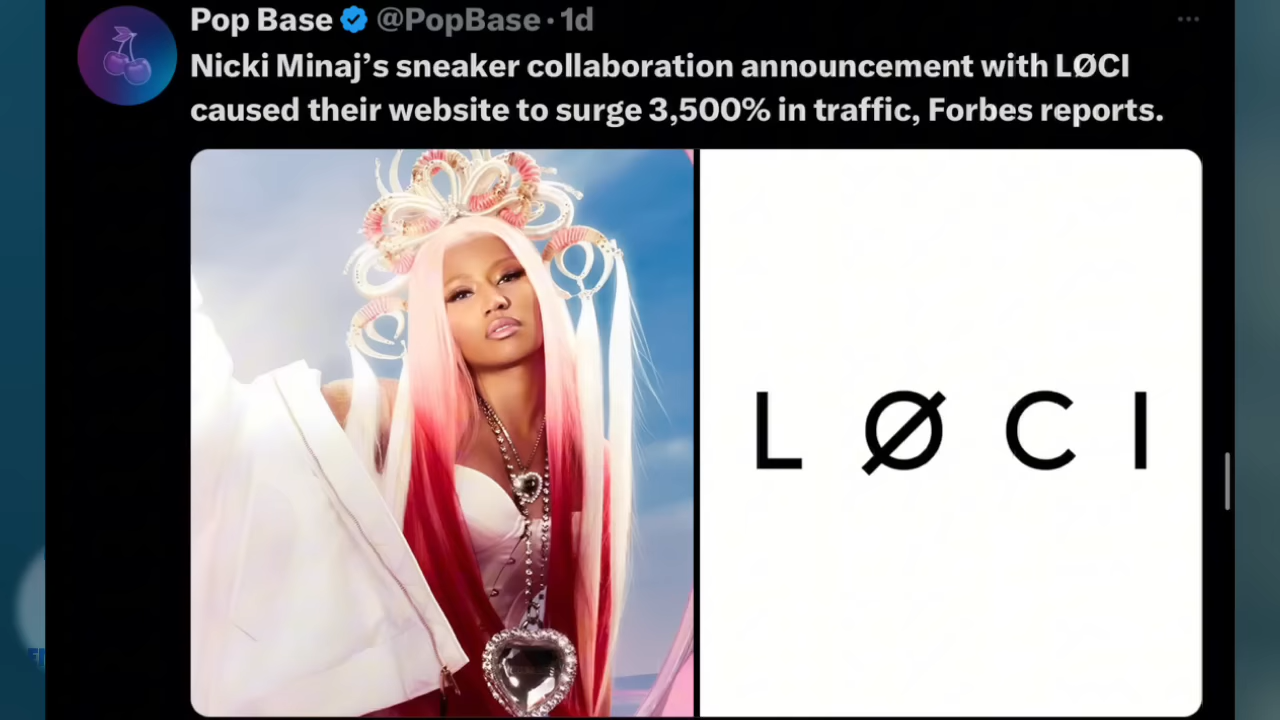 Pop Base @PopBase · 1d
Nicki Minaj’s sneaker collaboration announcement with LØCI
caused their website to surge 3,500% in traffic, Forbes reports.
LØCI